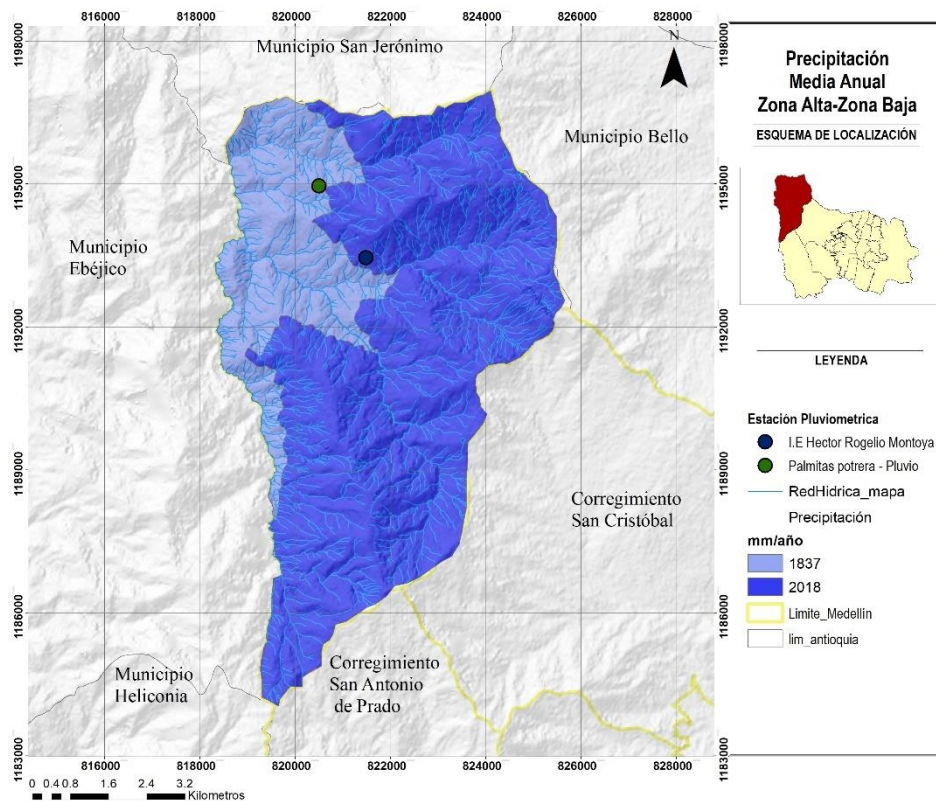 816000
818000
820000
822000
824000
826000
828000
1198000
1195000
1192000
1189000
1186000
1183000
Municipio San Jerónimo
N
Municipio Bello
Municipio
Ebéjico
Corregimiento
San Cristóbal
Corregimiento
San Antonio
de Prado
Municipio
Heliconia
1198000
1195000
1192000
1189000
1186000
1183000
816000
818000
820000
822000
824000
826000
828000
0 0.4 0.8 1.6 2.4 3.2
Kilometros
Precipitación
Media Anual
Zona Alta-Zona Baja
ESQUEMA DE LOCALIZACIÓN
LEYENDA
Estación Pluviometrica
I.E Hector Rogelio Montoya
Palmitas potrera - Pluvio
RedHidrica_mapa
Precipitación
mm/año
1837
2018
Limite_Medellín
lim_antioquia